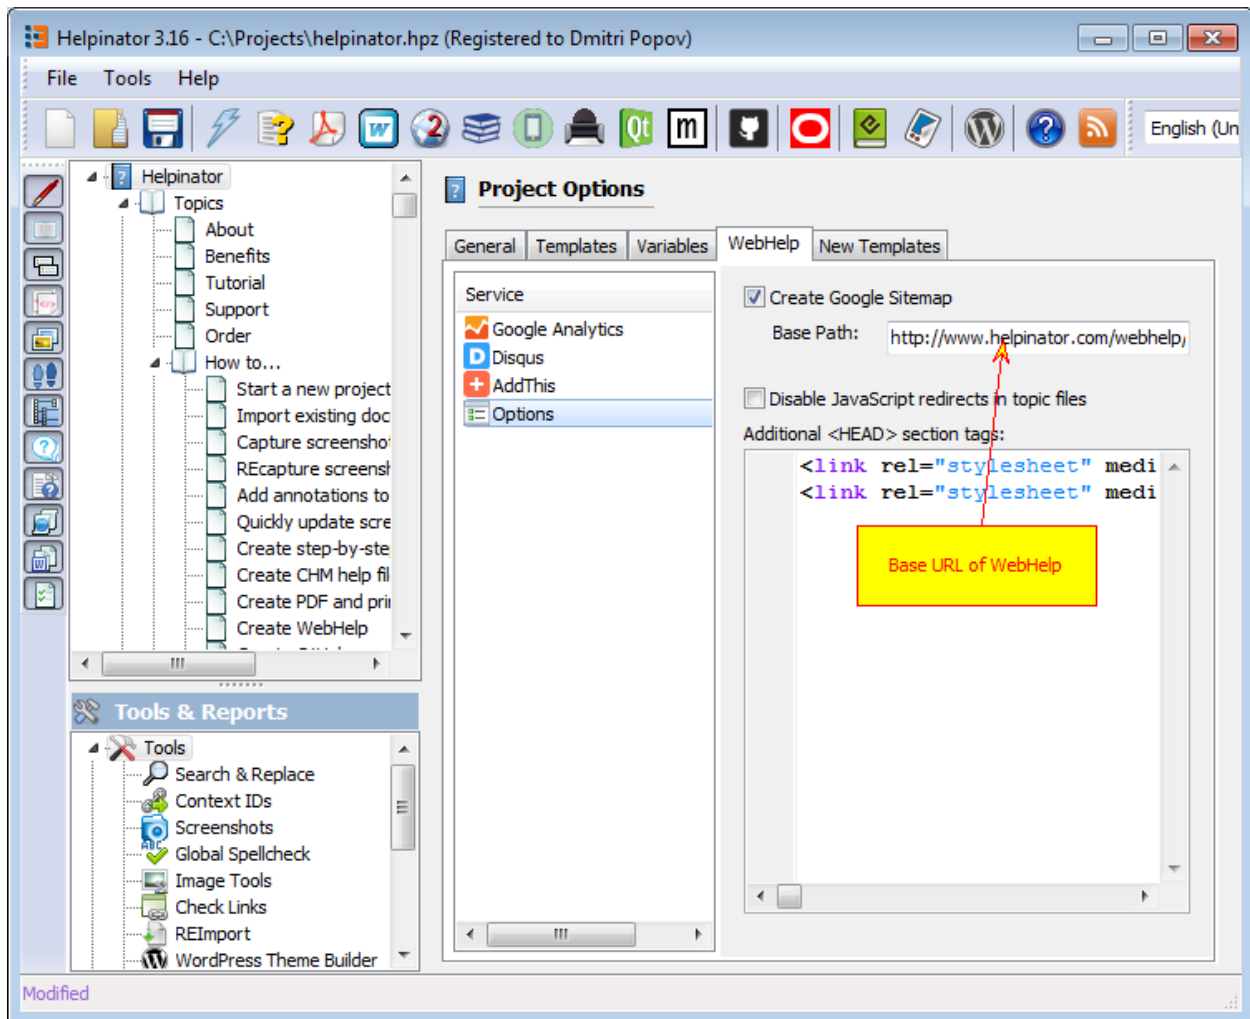 Helpinator 3.16 - C:\Projects\helpinator.hpz (Registered to Dmitri Popov)
File Tools Help
W 2 Qt m ? English (Un
Helpinator
Topics
About
Benefits
Tutorial
Support
Order
How to...
Start a new project
Import existing doc
Capture screensho
REcapture screensh
Add annotations to
Quickly update scre
Create step-by-ste
Create CHM help fil
Create PDF and pri
Create WebHelp
Tools & Reports
Tools
Search & Replace
Context IDs
Screenshots
Global Spellcheck
Image Tools
Check Links
REImport
WordPress Theme Builder
Project Options
General Templates Variables WebHelp New Templates
Service
Google Analytics
Disqus
AddThis
Options
Create Google Sitemap
Base Path: http://www.helpinator.com/webhelp/
Disable JavaScript redirects in topic files
Additional <HEAD> section tags:
<link rel="stylesheet" medi
<link rel="stylesheet" medi
Base URL of WebHelp
Modified